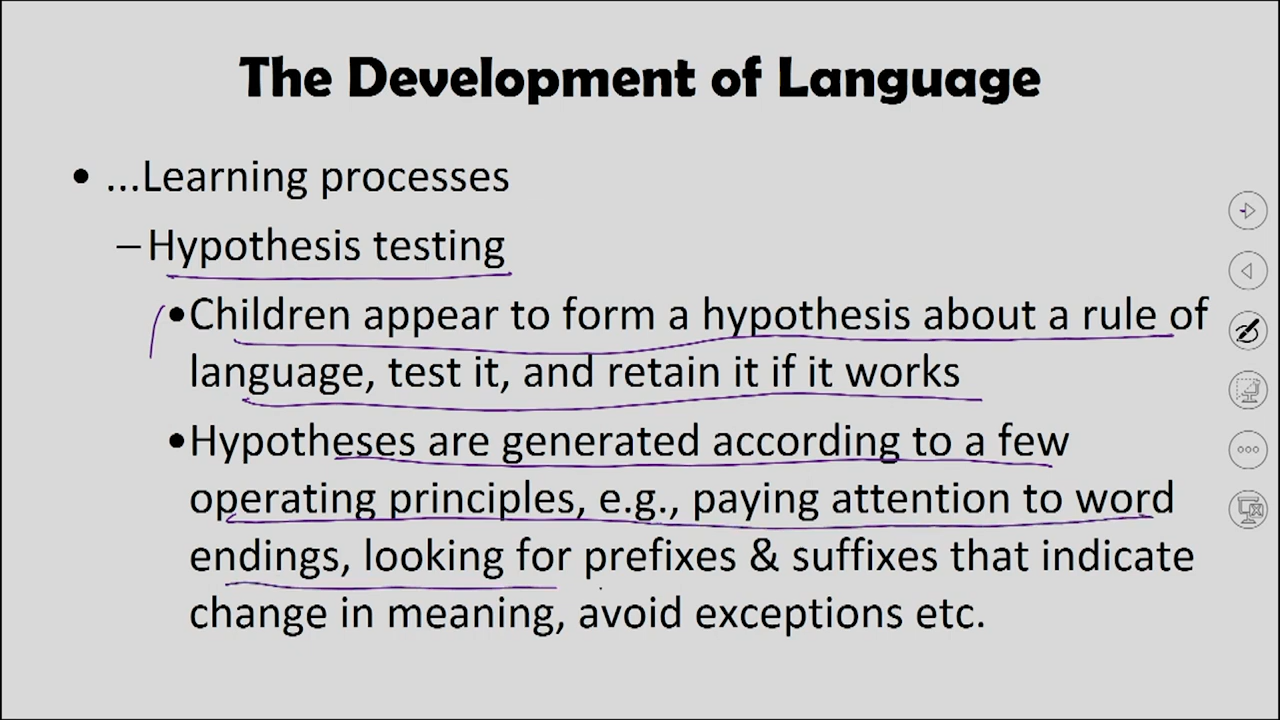 The Development of Language
• ...Learning processes
– Hypothesis testing
• Children appear to form a hypothesis about a rule of
language, test it, and retain it if it works
• Hypotheses are generated according to a few
operating principles, e.g., paying attention to word
endings, looking for prefixes & suffixes that indicate
change in meaning, avoid exceptions etc.